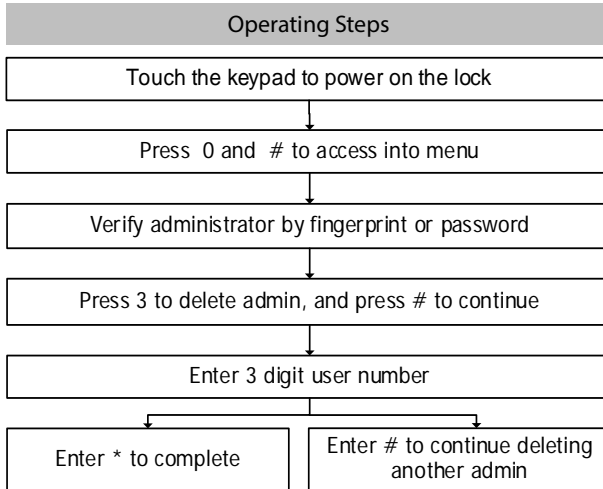 Operating Steps
Touch the keypad to power on the lock
Press 0 and # to access into menu
Verify administrator by fingerprint or password
Press 3 to delete admin, and press # to continue
Enter 3 digit user number
Enter * to complete
Enter # to continue deleting
another admin